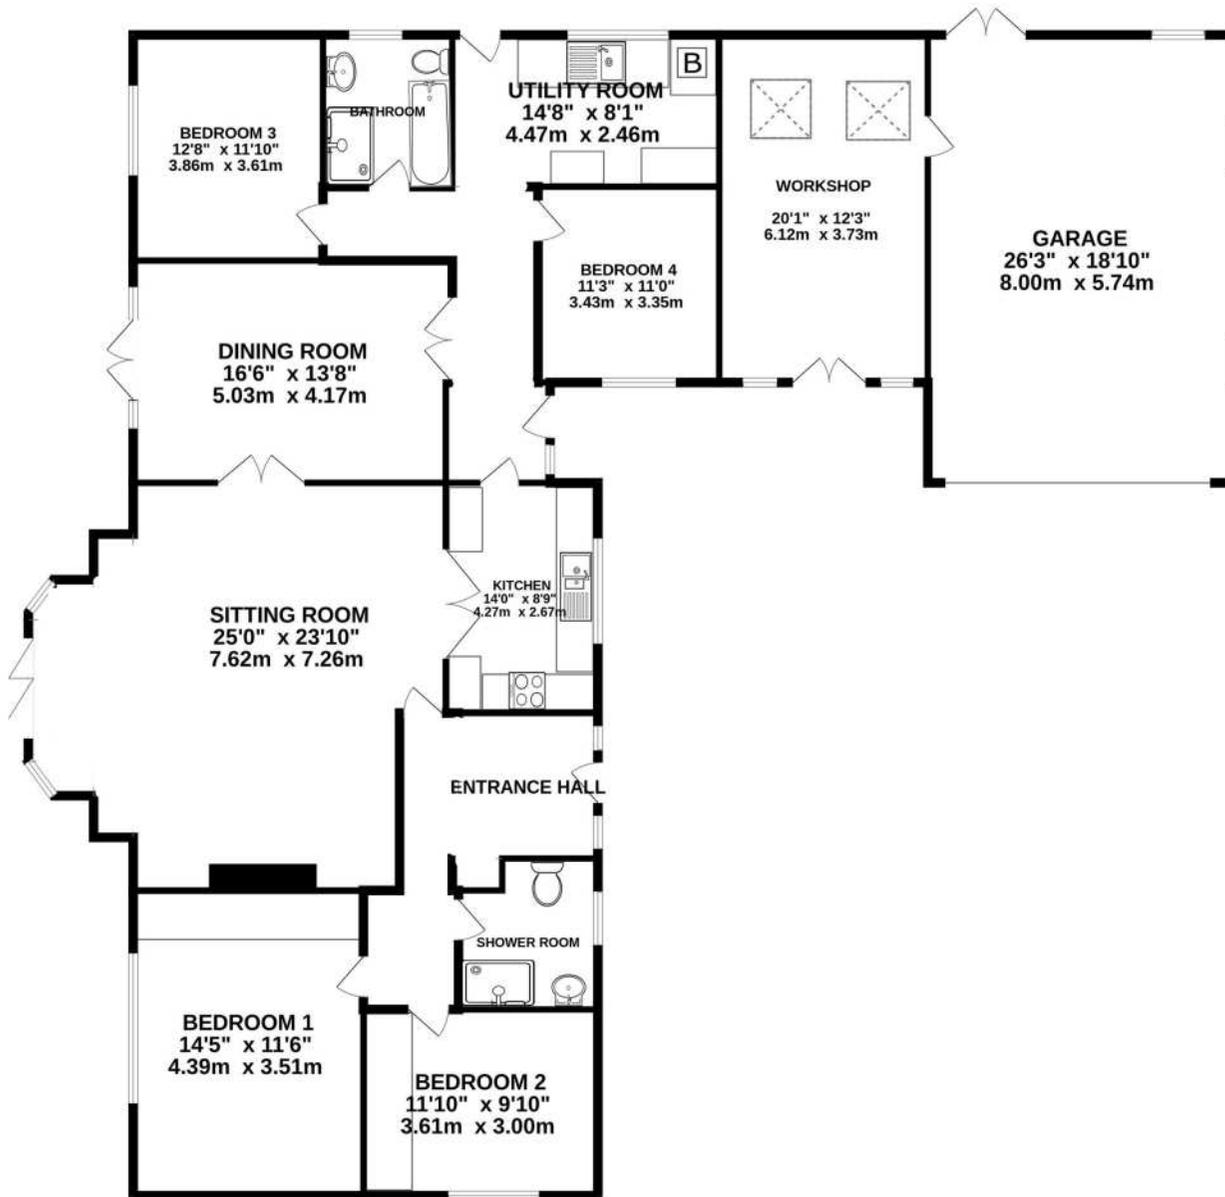 BEDROOM 3
12'8" x 11'10"
3.86m x 3.61m
BATHROOM
UTILITY ROOM
14'8" x 8'1"
4.47m x 2.46m
B
WORKSHOP
20'1" x 12'3"
6.12m x 3.73m
GARAGE
26'3" x 18'10"
8.00m x 5.74m
BEDROOM 4
11'3" x 11'0"
3.43m x 3.35m
DINING ROOM
16'6" x 13'8"
5.03m x 4.17m
SITTING ROOM
25'0" x 23'10"
7.62m x 7.26m
KITCHEN
14'0" x 8'9"
4.27m x 2.67m
ENTRANCE HALL
SHOWER ROOM
BEDROOM 1
14'5" x 11'6"
4.39m x 3.51m
BEDROOM 2
11'10" x 9'10"
3.61m x 3.00m